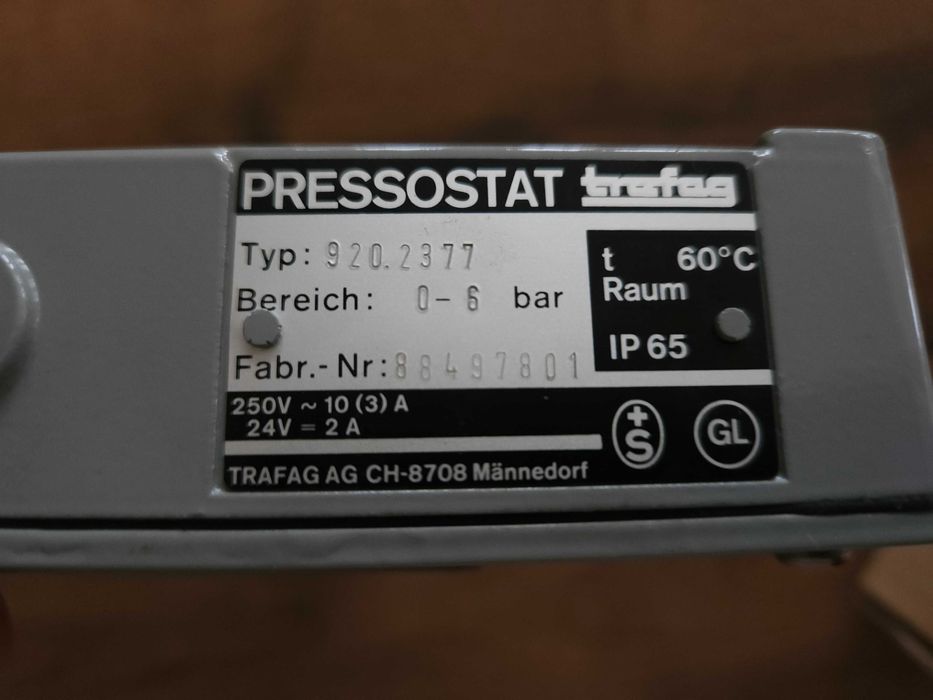 PRESSOSTAT trafag
Typ: 920.2377
Bereich: 0-6 bar
Fabr.-Nr: 88497801
t 60°C
Raum
IP 65
250V ~ 10 (3) A
24V = 2 A
+S
GL
TRAFAG AG CH-8708 Männedorf